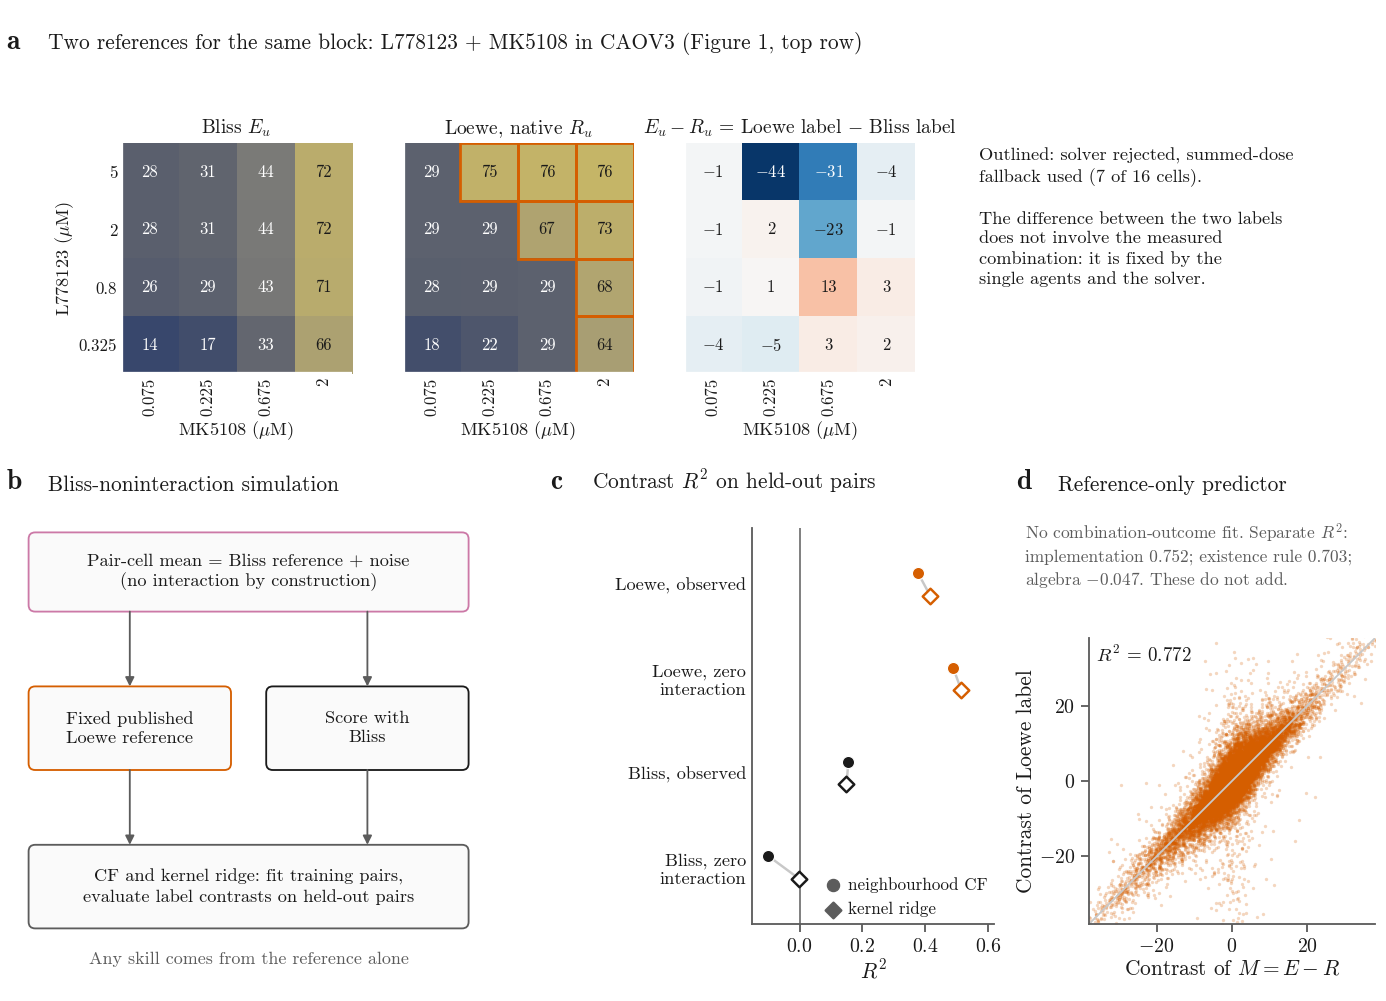 a Two references for the same block: L778123 + MK5108 in CAOV3 (Figure 1, top row)
Bliss E_u
L778123 (μM)
5 28 31 44 72
2 28 31 44 72
0.8 26 29 43 71
0.325 14 17 33 66
0.075 0.225 0.675 2
MK5108 (μM)
Loewe, native R_u
29 75 76 76
29 29 67 73
28 29 29 68
18 22 29 64
0.075 0.225 0.675 2
MK5108 (μM)
E_u − R_u = Loewe label − Bliss label
−1 −44 −31 −4
−1 2 −23 −1
−1 1 13 3
−4 −5 3 2
0.075 0.225 0.675 2
MK5108 (μM)
Outlined: solver rejected, summed-dose
fallback used (7 of 16 cells).
The difference between the two labels
does not involve the measured
combination: it is fixed by the
single agents and the solver.
b Bliss-noninteraction simulation
Pair-cell mean = Bliss reference + noise
(no interaction by construction)
Fixed published
Loewe reference
Score with
Bliss
CF and kernel ridge: fit training pairs,
evaluate label contrasts on held-out pairs
Any skill comes from the reference alone
c Contrast R² on held-out pairs
Loewe, observed
Loewe, zero
interaction
Bliss, observed
Bliss, zero
interaction
neighbourhood CF
kernel ridge
0.0 0.2 0.4 0.6
R²
d Reference-only predictor
No combination-outcome fit. Separate R²:
implementation 0.752; existence rule 0.703;
algebra −0.047. These do not add.
R² = 0.772
Contrast of Loewe label
20
0
−20
−20 0 20
Contrast of M = E − R